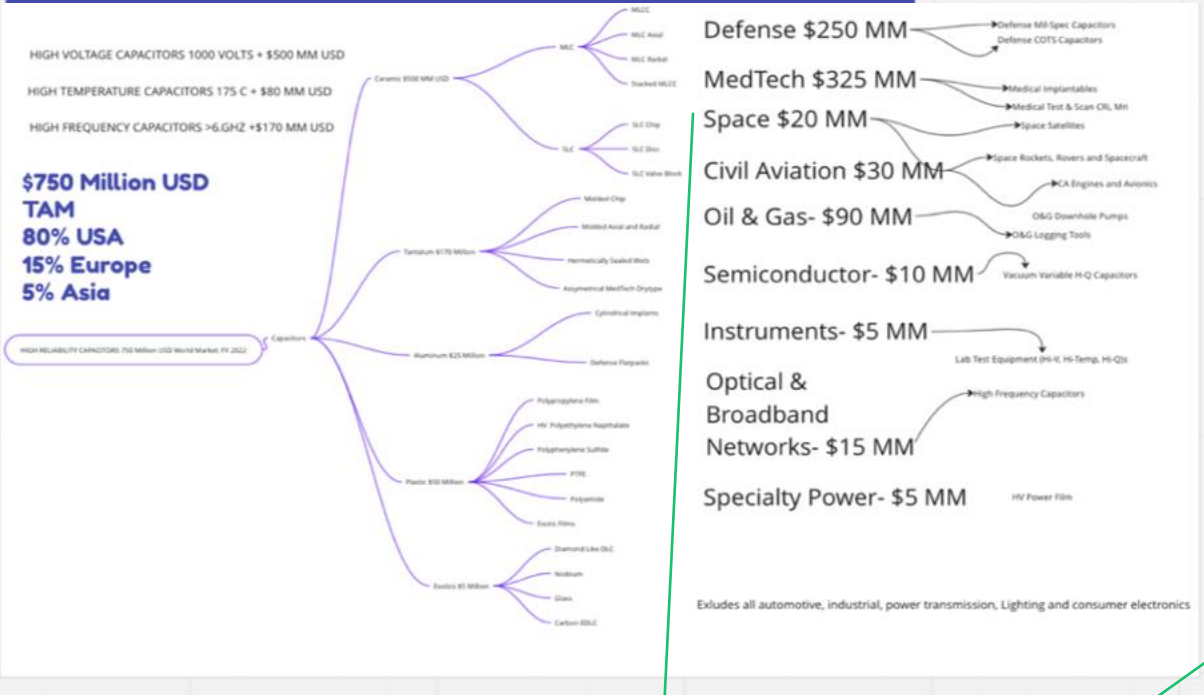 HIGH VOLTAGE CAPACITORS 1000 VOLTS + $500 MM USD
HIGH TEMPERATURE CAPACITORS 175 C + $80 MM USD
HIGH FREQUENCY CAPACITORS >6.GHZ +$170 MM USD
$750 Million USD
TAM
80% USA
15% Europe
5% Asia
HIGH RELIABILITY CAPACITORS 750 Million USD World Market; FY 2022
Capacitors
Ceramic $500 MM USD
MLC
MLCC
MLC Axial
MLC Radial
Stacked MLCC
SLC
SLC Chip
SLC Disc
SLC Valve Block
Tantalum $170 Million
Molded Chip
Molded Axial and Radial
Hermetically Sealed Wets
Assymetrical MedTech Drytype
Aluminum $25 Million
Cylindrical Implants
Defense Flatpacks
Plastic $50 Million
Polypropylene Film
HV Polyethylene Napthalate
Polyphenylene Sulfide
PTFE
Polyamide
Exotic Films
Exotics $5 Million
Diamond Like DLC
Niobium
Glass
Carbon EDLC
Defense $250 MM
Defense Mil-Spec Capacitors
Defense COTS Capacitors
MedTech $325 MM
Medical Implantables
Medical Test & Scan CRI, Mri
Space $20 MM
Space Satellites
Space Rockets, Rovers and Spacecraft
Civil Aviation $30 MM
CA Engines and Avionics
Oil & Gas- $90 MM
O&G Downhole Pumps
O&G Logging Tools
Semiconductor- $10 MM
Vacuum Variable H-Q Capacitors
Instruments- $5 MM
Lab Test Equipment (Hi-V, Hi-Temp, Hi-Q)s
Optical &
Broadband
Networks- $15 MM
High Frequency Capacitors
Specialty Power- $5 MM
HV Power Film
Exludes all automotive, industrial, power transmission, Lighting and consumer electronics